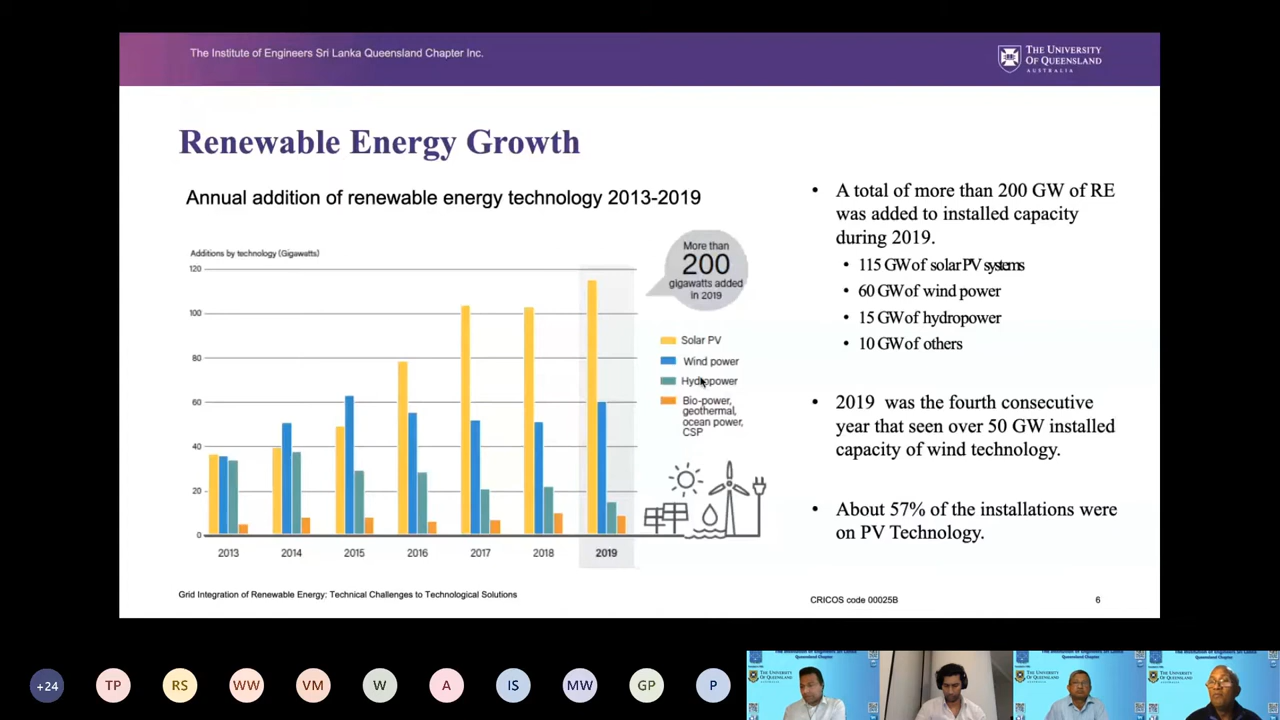 The Institute of Engineers Sri Lanka Queensland Chapter Inc.
THE UNIVERSITY
OF QUEENSLAND
AUSTRALIA
Renewable Energy Growth
Annual addition of renewable energy technology 2013-2019
Additions by technology (Gigawatts)
120
100
80
60
40
20
0
2013
2014
2015
2016
2017
2018
2019
More than
200
gigawatts added
in 2019
Solar PV
Wind power
Hydropower
Bio-power,
geothermal,
ocean power,
CSP
• A total of more than 200 GW of RE
was added to installed capacity
during 2019.
• 115 GW of solar PV systems
• 60 GW of wind power
• 15 GW of hydropower
• 10 GW of others
• 2019 was the fourth consecutive
year that seen over 50 GW installed
capacity of wind technology.
• About 57% of the installations were
on PV Technology.
Grid Integration of Renewable Energy: Technical Challenges to Technological Solutions
CRICOS code 00025B
6
+24
TP
RS
WW
VM
W
A
IS
MW
GP
P